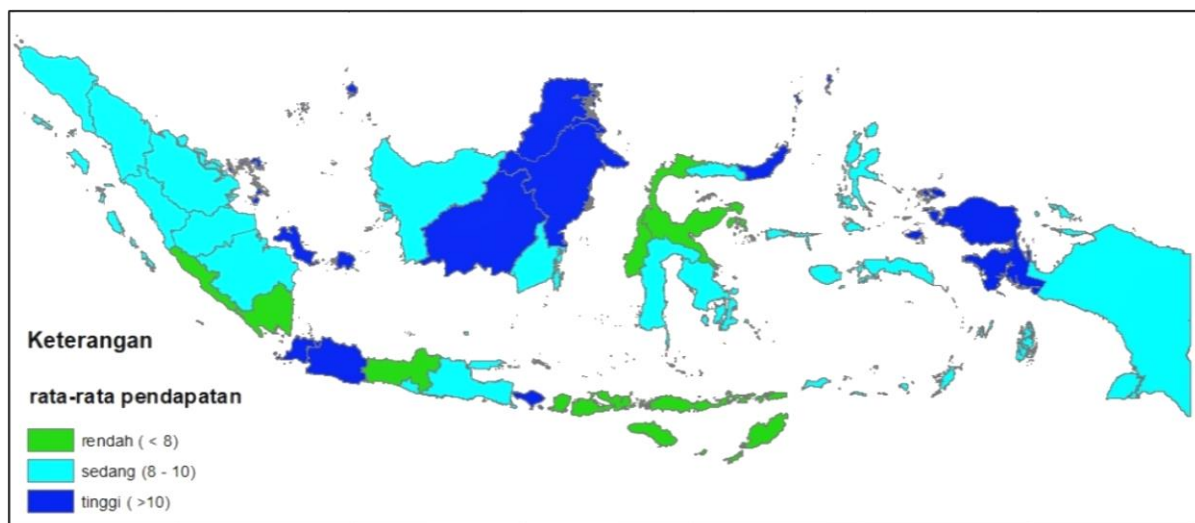 Keterangan
rata-rata pendapatan
rendah ( < 8)
sedang (8 - 10)
tinggi ( >10)